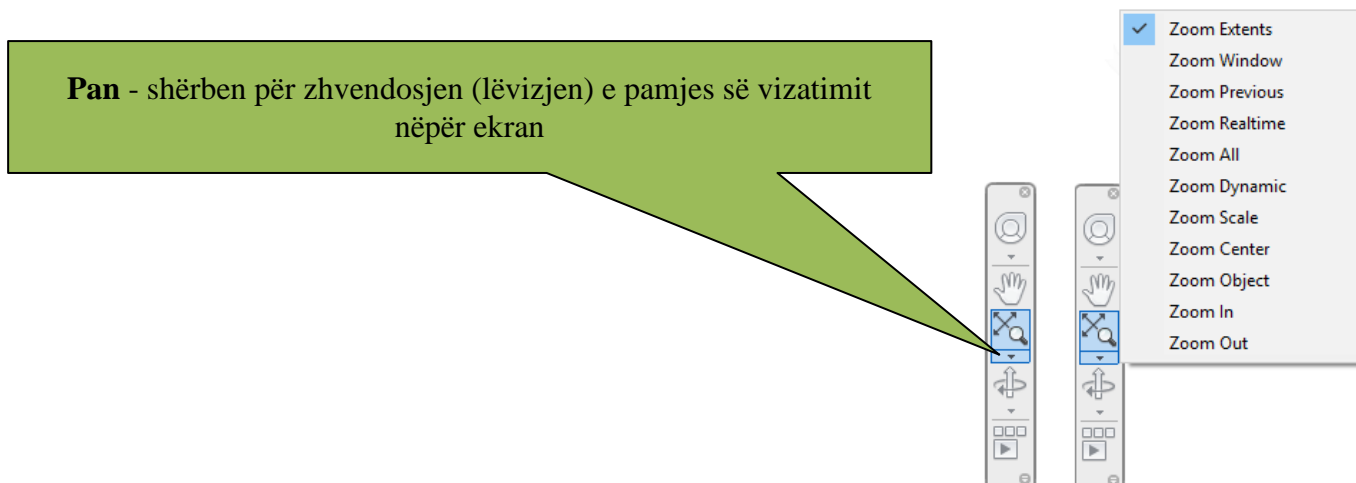 Pan - shërben për zhvendosjen (lëvizjen) e pamjes së vizatimit
nëpër ekran
Zoom Extents
Zoom Window
Zoom Previous
Zoom Realtime
Zoom All
Zoom Dynamic
Zoom Scale
Zoom Center
Zoom Object
Zoom In
Zoom Out